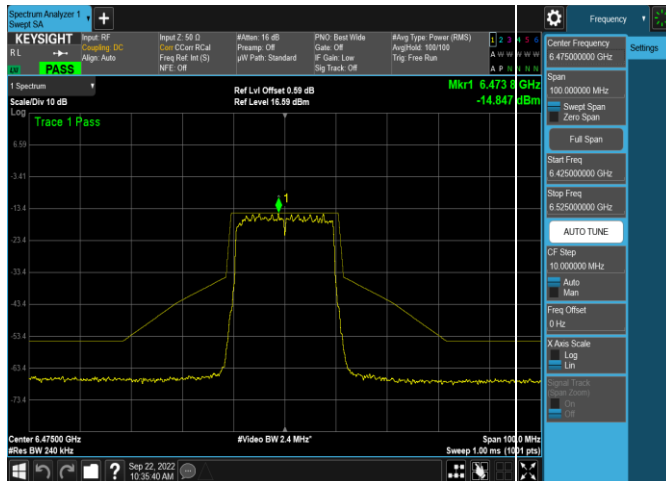 Spectrum Analyzer 1
Swept SA
Frequency
KEYSIGHT
Input: RF
Coupling: DC
Align: Auto
Input Z: 50 Ω
Corr CCorr RCal
Freq Ref: Int (S)
NFE: Off
#Atten: 16 dB
Preamp: Off
µW Path: Standard
PNO: Best Wide
Gate: Off
IF Gain: Low
Sig Track: Off
#Avg Type: Power (RMS)
Avg|Hold: 100/100
Trig: Free Run
1 2 3 4 5 6
A W W W W W
A P N N N N
RL
PASS
1 Spectrum
Scale/Div 10 dB
Log
Ref Lvl Offset 0.59 dB
Ref Level 16.59 dBm
Mkr1 6.473 8 GHz
-14.847 dBm
Trace 1 Pass
1
6.59
-3.41
-13.4
-23.4
-33.4
-43.4
-53.4
-63.4
-73.4
Center 6.47500 GHz
#Res BW 240 kHz
#Video BW 2.4 MHz*
Span 100.0 MHz
Sweep 1.00 ms (1001 pts)
Sep 22, 2022
10:35:40 AM
Settings
Center Frequency
6.475000000 GHz
Span
100.000000 MHz
Swept Span
Zero Span
Full Span
Start Freq
6.425000000 GHz
Stop Freq
6.525000000 GHz
AUTO TUNE
CF Step
10.000000 MHz
Auto
Man
Freq Offset
0 Hz
X Axis Scale
Log
Lin
Signal Track
(Span Zoom)
On
Off